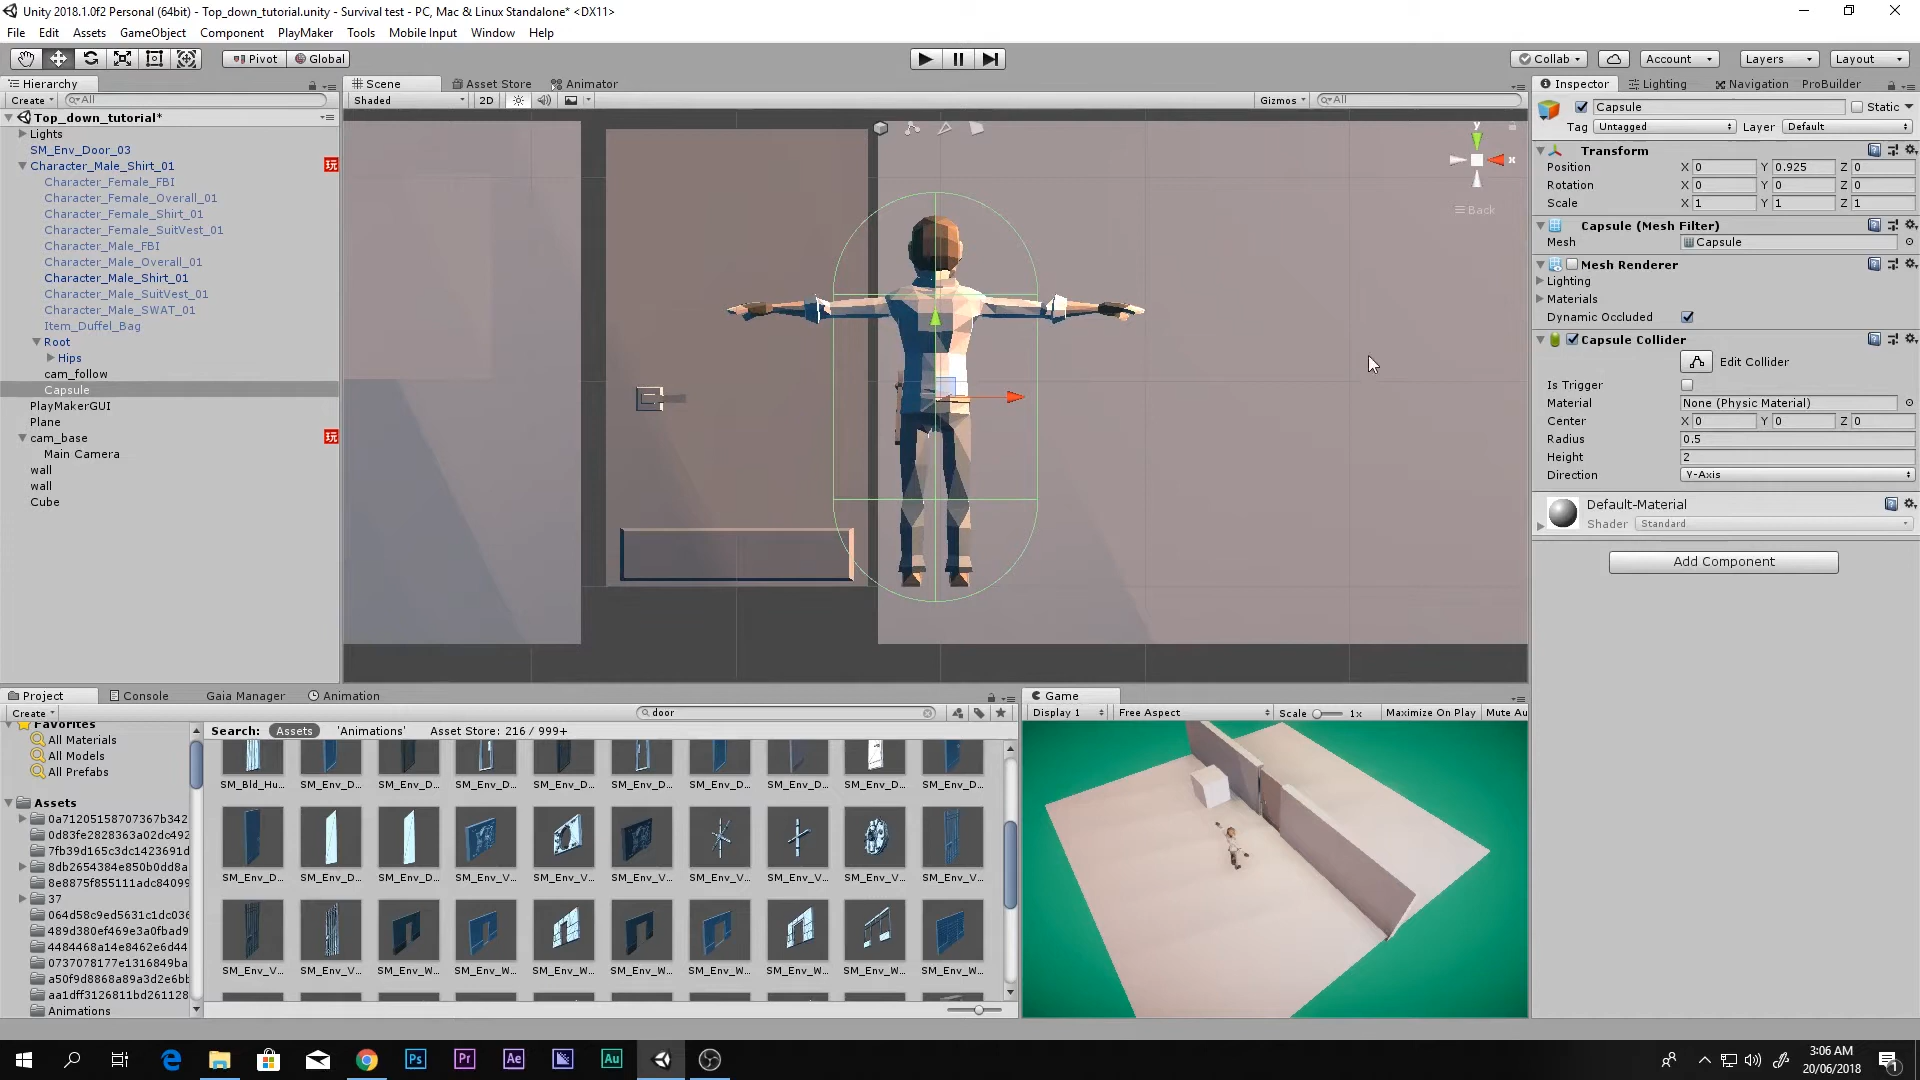 Unity 2018.1.0f2 Personal (64bit) - Top_down_tutorial.unity - Survival test - PC, Mac & Linux Standalone* <DX11>
File Edit Assets GameObject Component PlayMaker Tools Mobile Input Window Help
Pivot Global Collab Account Layers Layout
Hierarchy
Create All
Top_down_tutorial*
Lights
SM_Env_Door_03
Character_Male_Shirt_01
玩
Character_Female_FBI
Character_Female_Overall_01
Character_Female_Shirt_01
Character_Female_SuitVest_01
Character_Male_FBI
Character_Male_Overall_01
Character_Male_Shirt_01
Character_Male_SuitVest_01
Character_Male_SWAT_01
Item_Duffel_Bag
Root
Hips
cam_follow
Capsule
PlayMakerGUI
Plane
cam_base
玩
Main Camera
wall
wall
Cube
Scene Asset Store Animator
Shaded 2D Gizmos All
y
x
Back
Inspector Lighting Navigation ProBuilder
Capsule Static
Tag Untagged Layer Default
Transform
Position X 0 Y 0.925 Z 0
Rotation X 0 Y 0 Z 0
Scale X 1 Y 1 Z 1
Capsule (Mesh Filter)
Mesh Capsule
Mesh Renderer
Lighting
Materials
Dynamic Occluded
Capsule Collider
Edit Collider
Is Trigger
Material None (Physic Material)
Center X 0 Y 0 Z 0
Radius 0.5
Height 2
Direction Y-Axis
Default-Material
Shader Standard
Add Component
Project Console Gaia Manager Animation
Create door
Favorites
All Materials
All Models
All Prefabs
Assets
0a71205158707367b342
0d83fe2828363a02dc492
7fb39d165c3dc1423691d
8db2654384e850b0dd8a
8e8875f855111adc84099
37
064d58c9ed5631c1dc036
489d380ef469e3a0fbad9
4484468a14e8462e6d44
0737078177e1316849ba
a50f9d8868a89a3d2e6bb
aa1dff3126811bd261128
Animations
Search: Assets 'Animations' Asset Store: 216 / 999+
SM_Bld_Hu... SM_Env_D... SM_Env_D... SM_Env_D... SM_Env_D... SM_Env_D... SM_Env_D... SM_Env_D... SM_Env_D... SM_Env_D...
SM_Env_D... SM_Env_D... SM_Env_D... SM_Env_V... SM_Env_V... SM_Env_V... SM_Env_V... SM_Env_V... SM_Env_V... SM_Env_V...
SM_Env_V... SM_Env_V... SM_Env_W... SM_Env_W... SM_Env_W... SM_Env_W... SM_Env_W... SM_Env_W... SM_Env_W... SM_Env_W...
Game
Display 1 Free Aspect Scale 1x Maximize On Play Mute Au
Ps Pr Ae Au
3:06 AM
20/06/2018
1